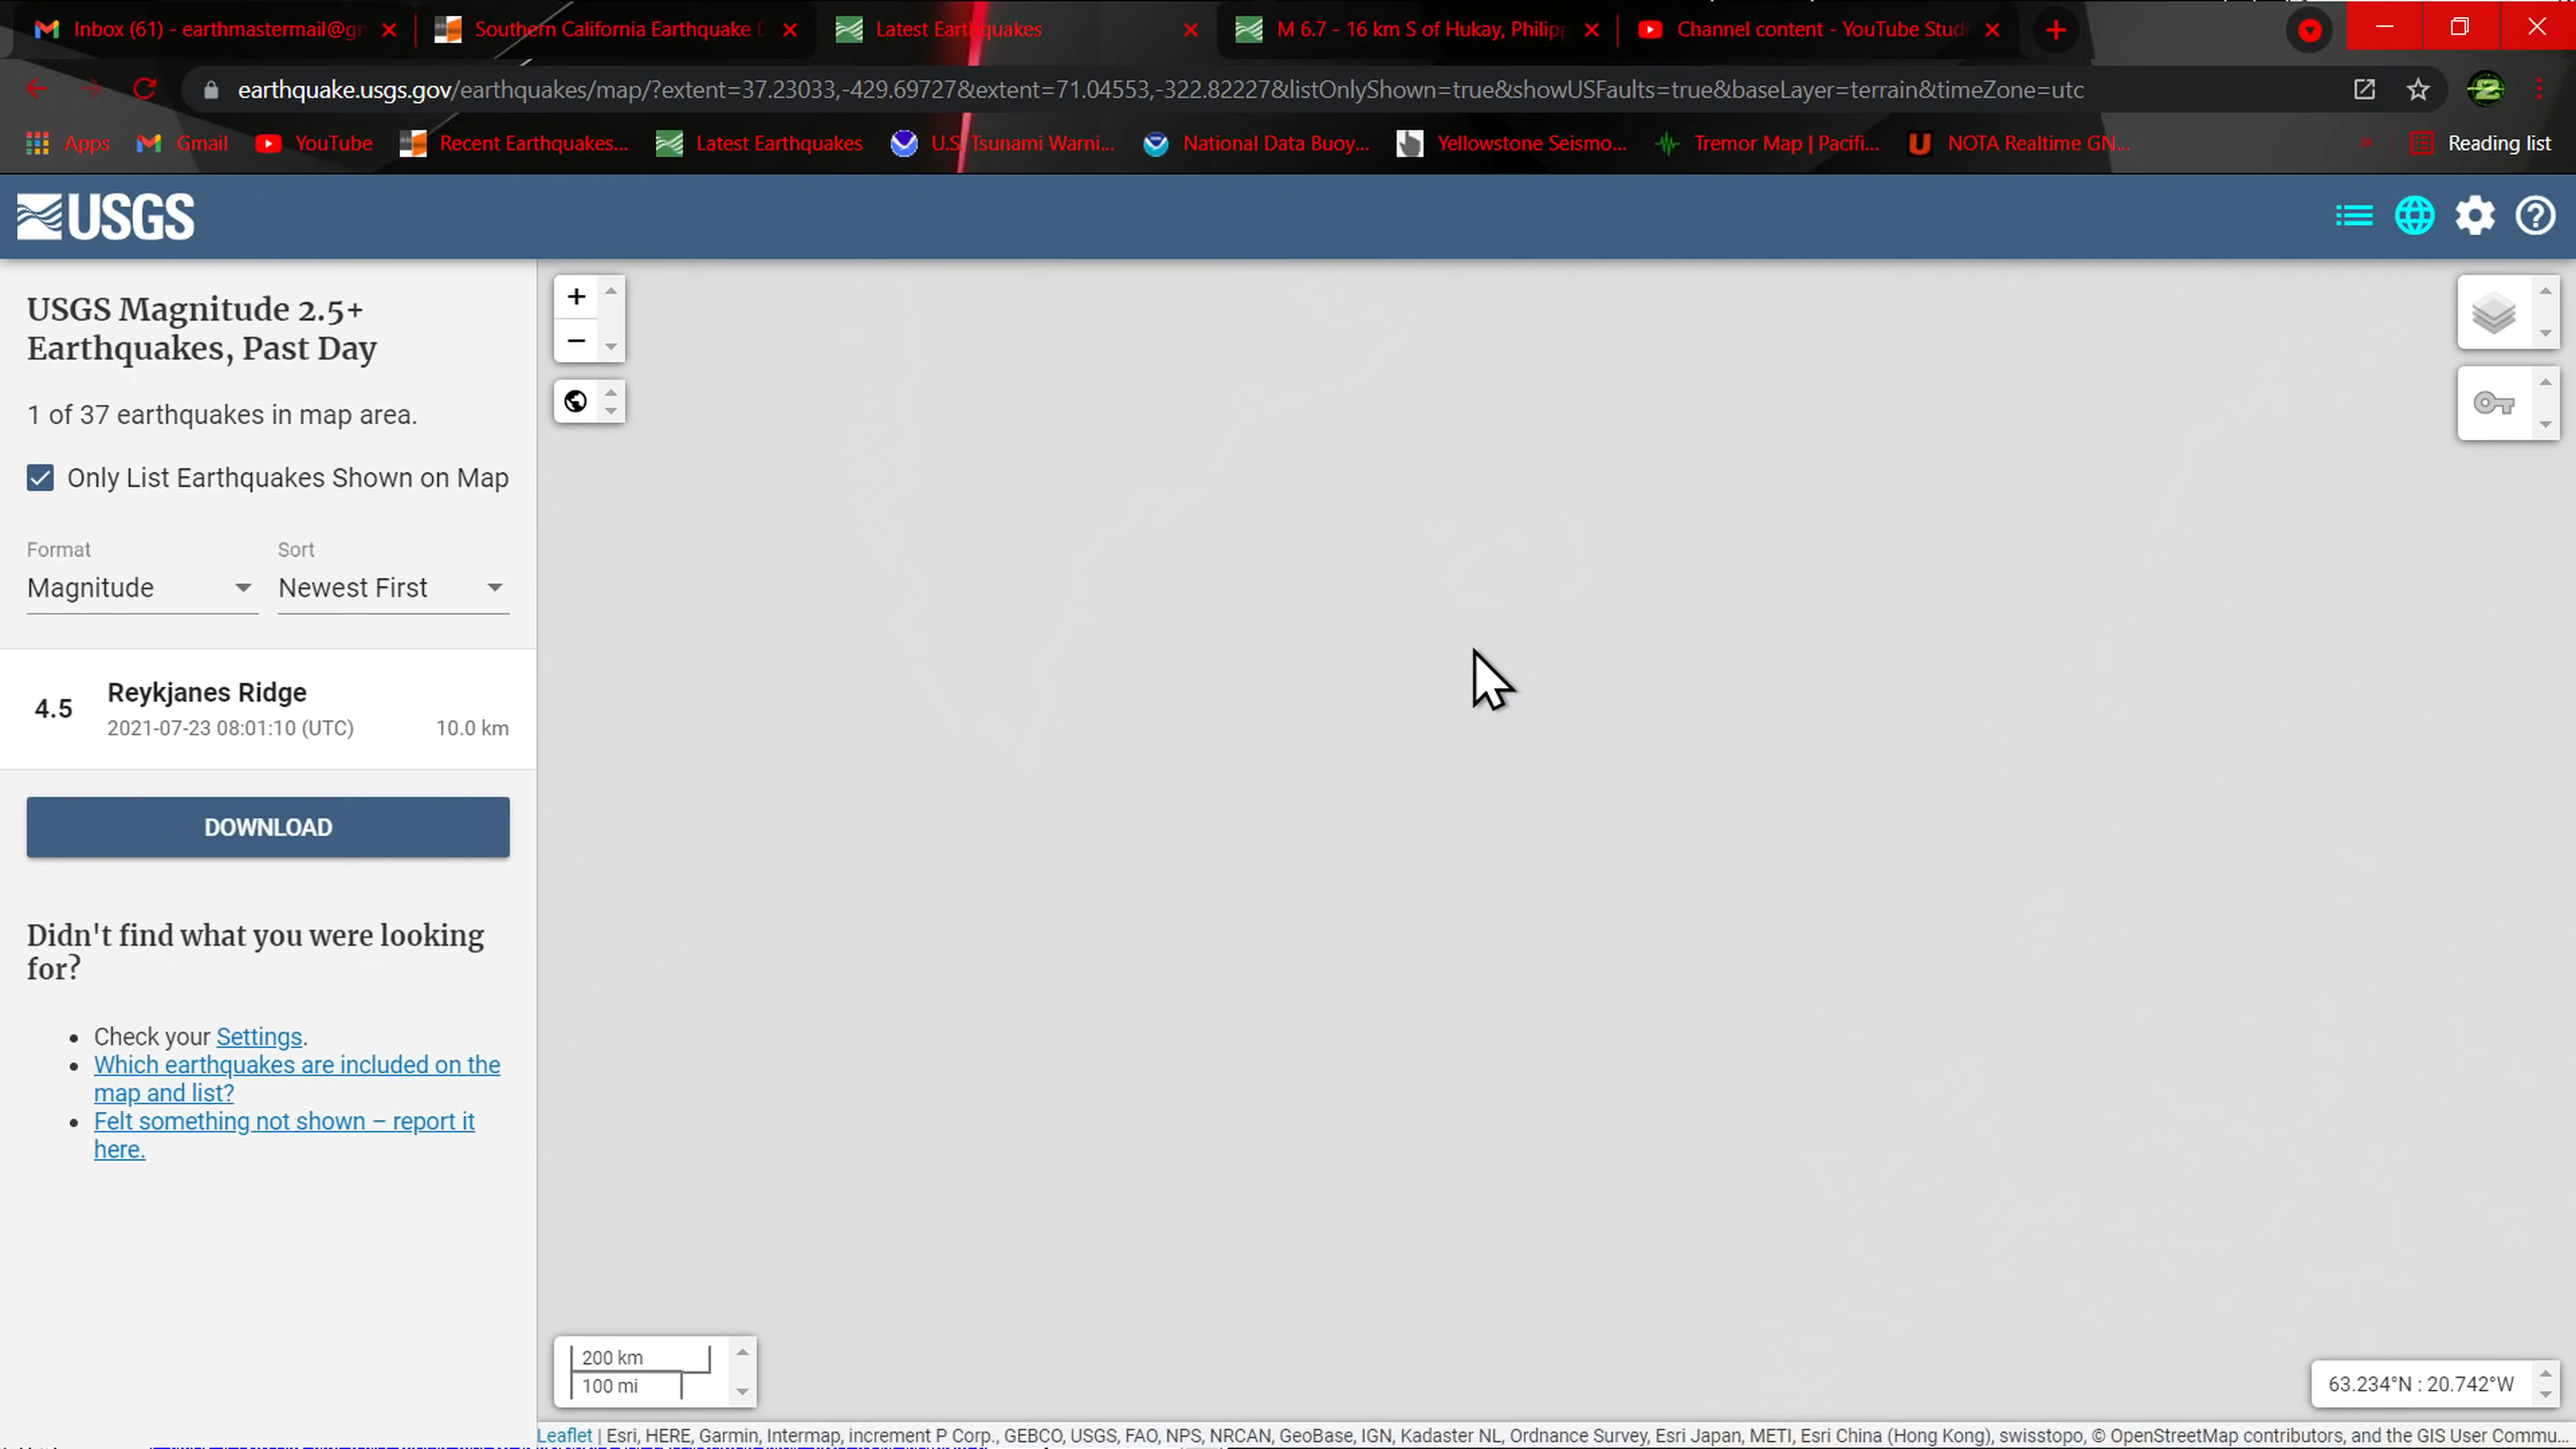 Inbox (61) - earthmastermail@gm
Southern California Earthquake D
Latest Earthquakes
M 6.7 - 16 km S of Hukay, Philipp
Channel content - YouTube Stud
earthquake.usgs.gov/earthquakes/map/?extent=37.23033,-429.69727&extent=71.04553,-322.82227&listOnlyShown=true&showUSFaults=true&baseLayer=terrain&timeZone=utc
Apps
Gmail
YouTube
Recent Earthquakes...
Latest Earthquakes
U.S. Tsunami Warni...
National Data Buoy...
Yellowstone Seismo...
Tremor Map | Pacifi...
NOTA Realtime GN...
Reading list
USGS
USGS Magnitude 2.5+
Earthquakes, Past Day
1 of 37 earthquakes in map area.
Only List Earthquakes Shown on Map
Format
Sort
Magnitude
Newest First
4.5
Reykjanes Ridge
2021-07-23 08:01:10 (UTC)
10.0 km
DOWNLOAD
Didn't find what you were looking
for?
Check your Settings.
Which earthquakes are included on the
map and list?
Felt something not shown – report it
here.
200 km
100 mi
63.234°N : 20.742°W
Leaflet | Esri, HERE, Garmin, Intermap, increment P Corp., GEBCO, USGS, FAO, NPS, NRCAN, GeoBase, IGN, Kadaster NL, Ordnance Survey, Esri Japan, METI, Esri China (Hong Kong), swisstopo, © OpenStreetMap contributors, and the GIS User Commu...